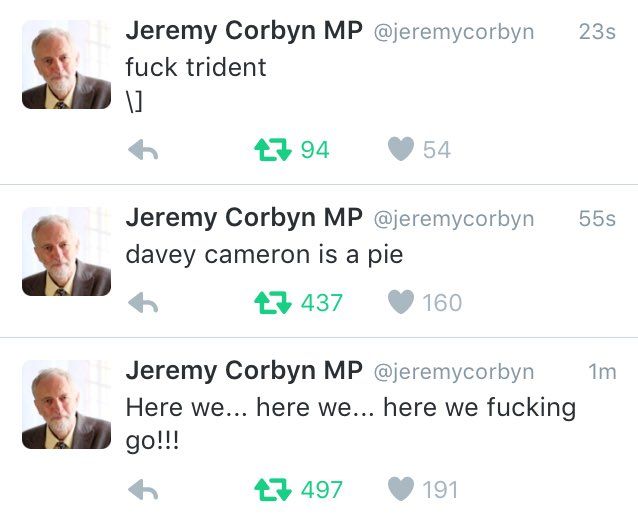 Jeremy Corbyn MP @jeremycorbyn 23s
fuck trident
\]
94 54
Jeremy Corbyn MP @jeremycorbyn 55s
davey cameron is a pie
437 160
Jeremy Corbyn MP @jeremycorbyn 1m
Here we... here we... here we fucking
go!!!
497 191